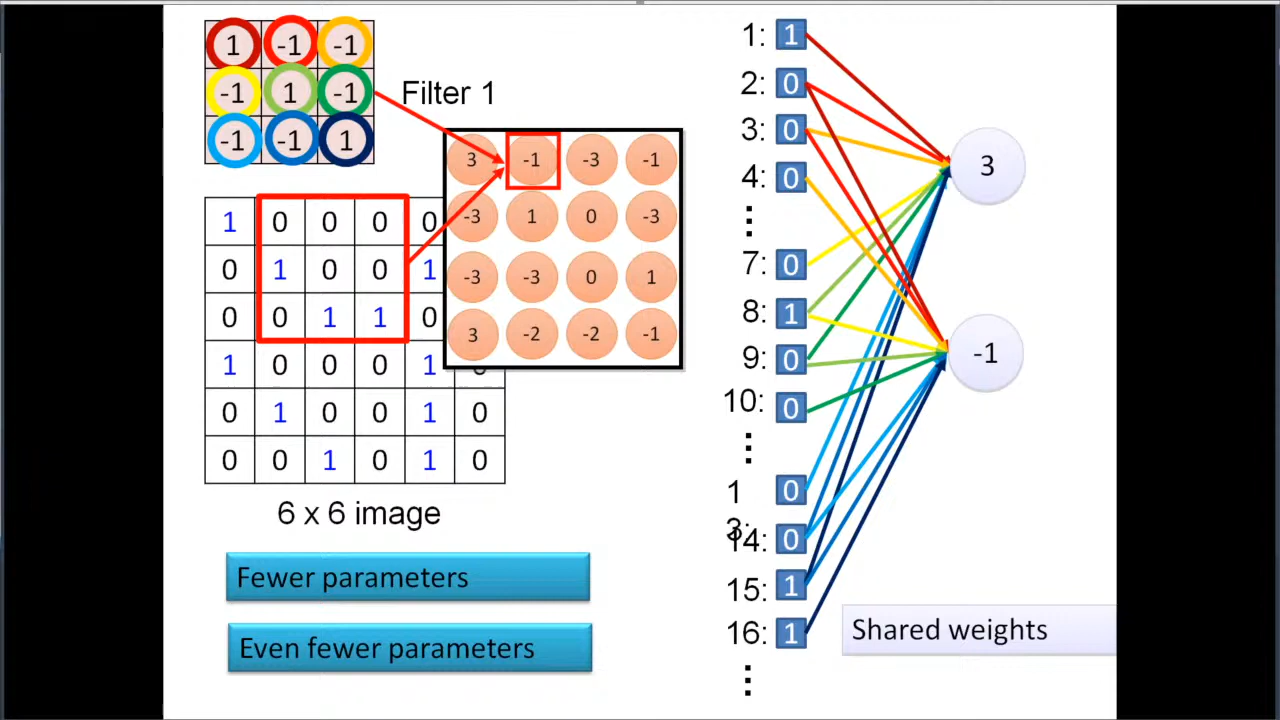 1 -1 -1
-1 1 -1
-1 -1 1
Filter 1
3 -1 -3 -1
-3 1 0 -3
-3 -3 0 1
3 -2 -2 -1
1 0 0 0 0
0 1 0 0 1
0 0 1 1 0
1 0 0 0 1
0 1 0 0 1 0
0 0 1 0 1 0
6 x 6 image
Fewer parameters
Even fewer parameters
1: 1
2: 0
3: 0
4: 0
⋮
7: 0
8: 1
9: 0
10: 0
⋮
1 0
3:
14: 0
15: 1
16: 1
⋮
3
-1
Shared weights